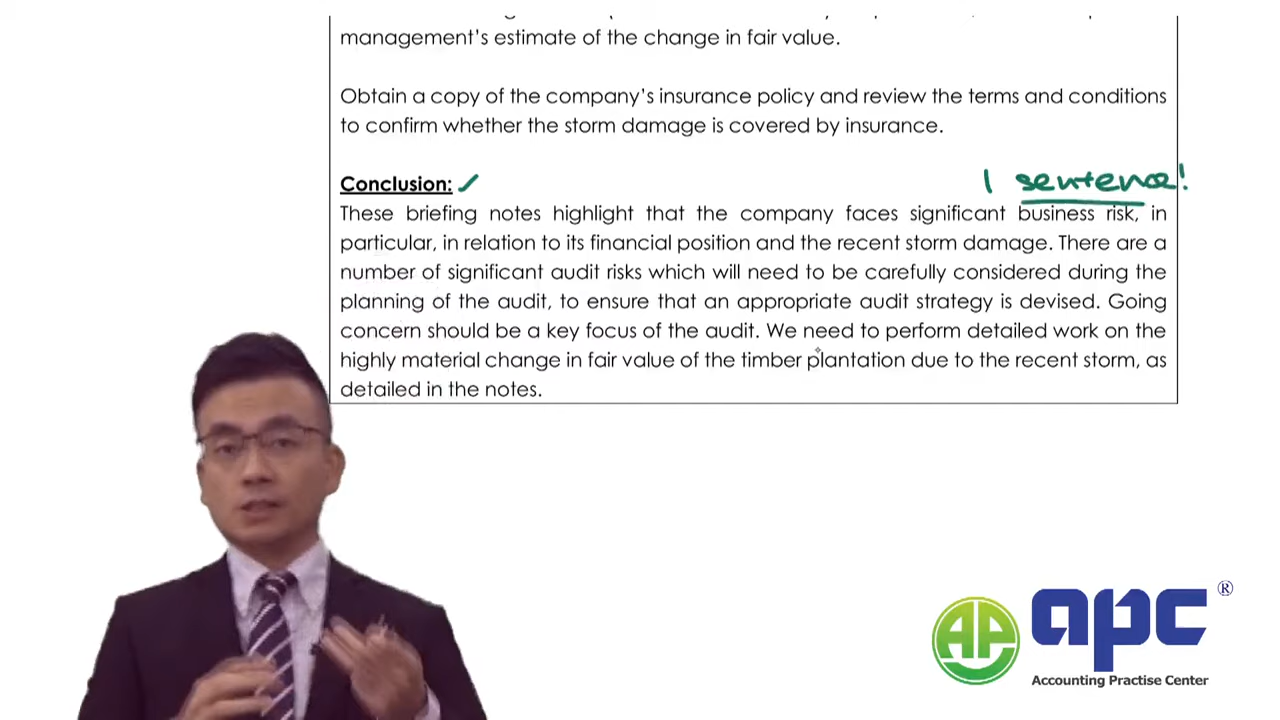 management's estimate of the change in fair value.
Obtain a copy of the company's insurance policy and review the terms and conditions
to confirm whether the storm damage is covered by insurance.
Conclusion:
1 sentence!
These briefing notes highlight that the company faces significant business risk, in
particular, in relation to its financial position and the recent storm damage. There are a
number of significant audit risks which will need to be carefully considered during the
planning of the audit, to ensure that an appropriate audit strategy is devised. Going
concern should be a key focus of the audit. We need to perform detailed work on the
highly material change in fair value of the timber plantation due to the recent storm, as
detailed in the notes.
AP
apc®
Accounting Practise Center